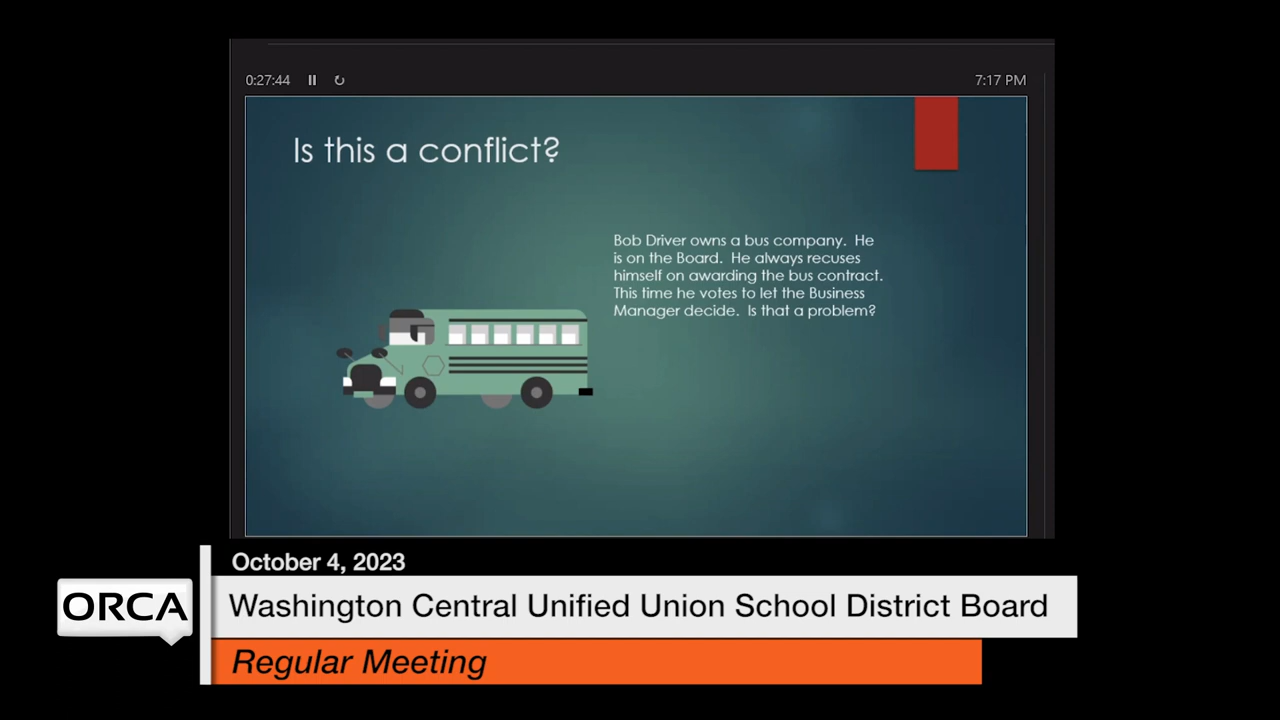 0:27:44
7:17 PM
Is this a conflict?
Bob Driver owns a bus company. He
is on the Board. He always recuses
himself on awarding the bus contract.
This time he votes to let the Business
Manager decide. Is that a problem?
October 4, 2023
ORCA
Washington Central Unified Union School District Board
Regular Meeting